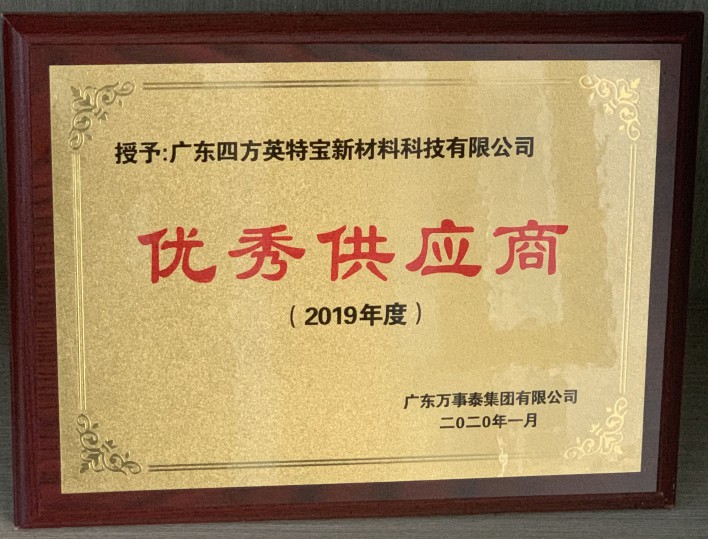 授予:广东四方英特宝新材料科技有限公司
优秀供应商
（2019年度）
广东万事泰集团有限公司
二0二0年一月